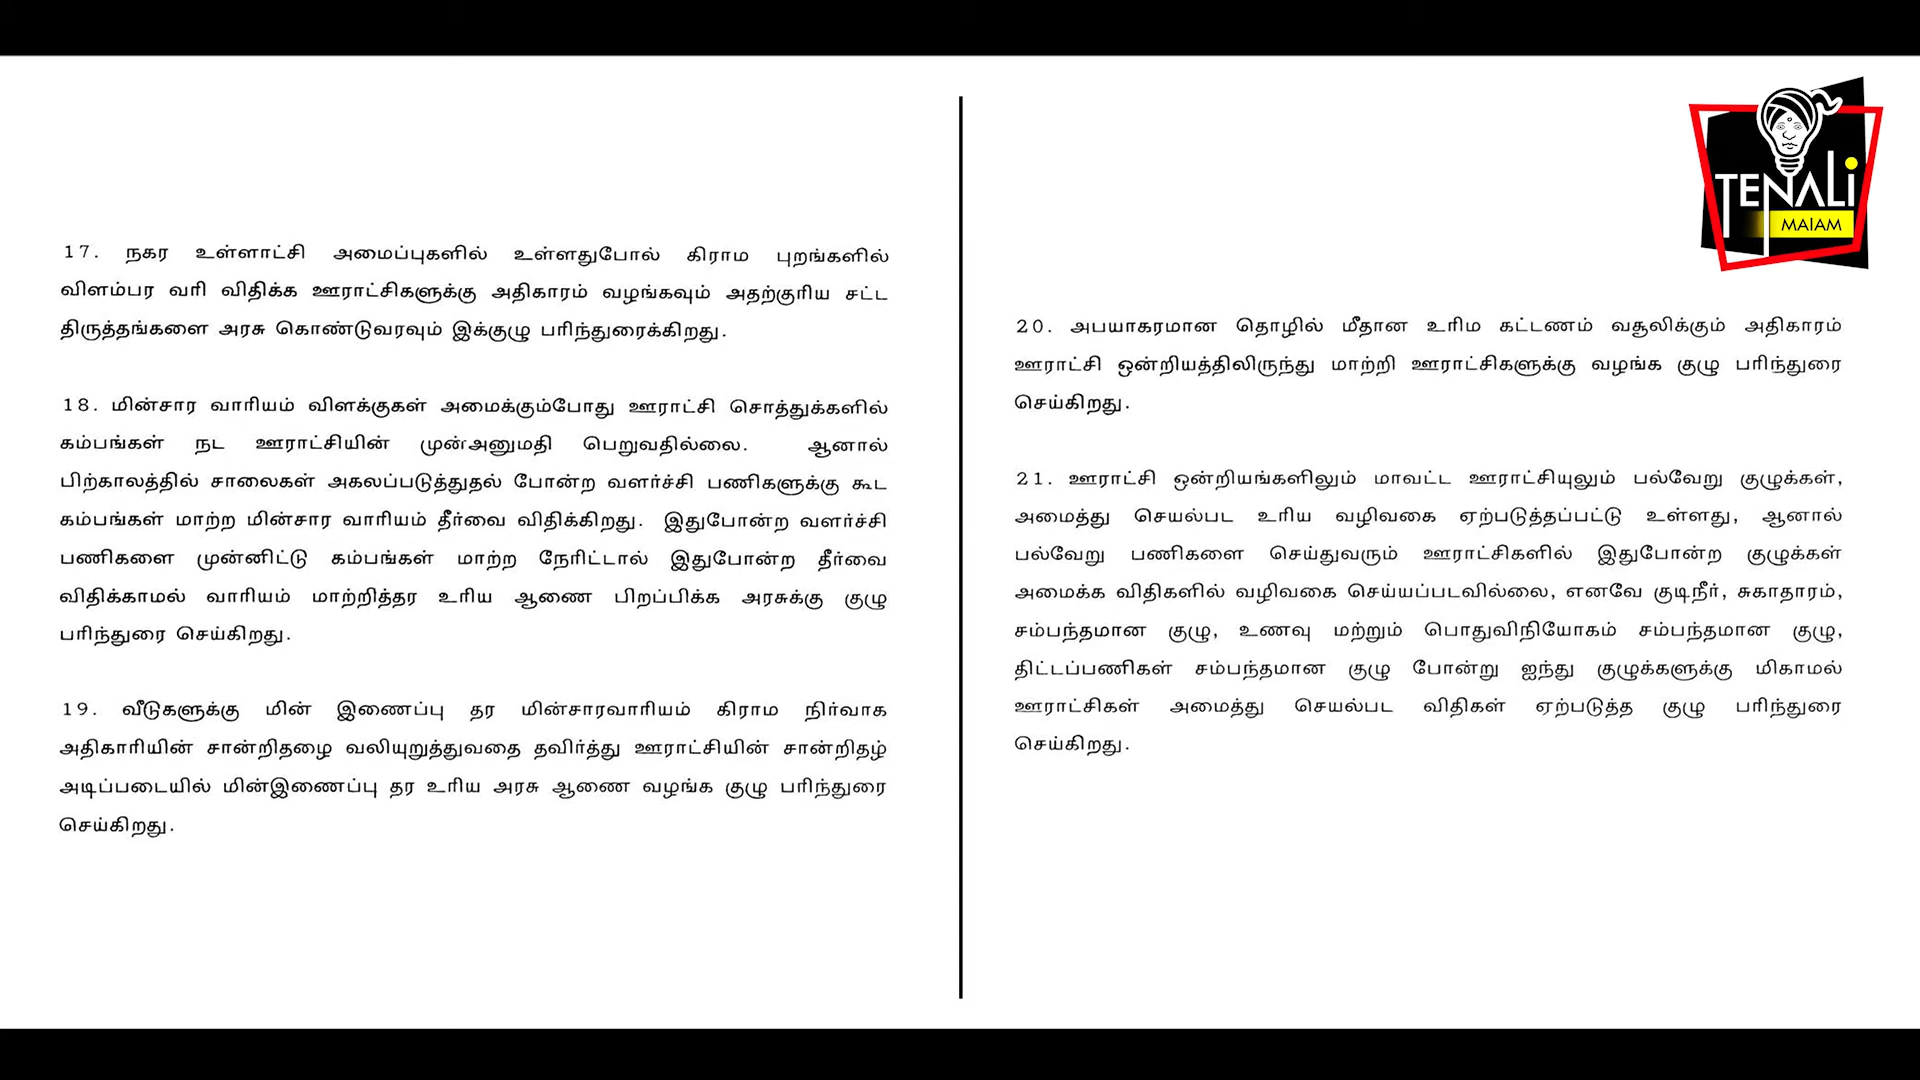 17. நகர உள்ளாட்சி அமைப்புகளில் உள்ளதுபோல் கிராம புறங்களில்
விளம்பர வரி விதிக்க ஊராட்சிகளுக்கு அதிகாரம் வழங்கவும் அதற்குரிய சட்ட
திருத்தங்களை அரசு கொண்டுவரவும் இக்குழு பரிந்துரைக்கிறது.
18. மின்சார வாரியம் விளக்குகள் அமைக்கும்போது ஊராட்சி சொத்துக்களில்
கம்பங்கள் நட ஊராட்சியின் முன்அனுமதி பெறுவதில்லை. ஆனால்
பிற்காலத்தில் சாலைகள் அகலப்படுத்துதல் போன்ற வளர்ச்சி பணிகளுக்கு கூட
கம்பங்கள் மாற்ற மின்சார வாரியம் தீர்வை விதிக்கிறது. இதுபோன்ற வளர்ச்சி
பணிகளை முன்னிட்டு கம்பங்கள் மாற்ற நேரிட்டால் இதுபோன்ற தீர்வை
விதிக்காமல் வாரியம் மாற்றித்தர உரிய ஆணை பிறப்பிக்க அரசுக்கு குழு
பரிந்துரை செய்கிறது.
19. வீடுகளுக்கு மின் இணைப்பு தர மின்சாரவாரியம் கிராம நிர்வாக
அதிகாரியின் சான்றிதழை வலியுறுத்துவதை தவிர்த்து ஊராட்சியின் சான்றிதழ்
அடிப்படையில் மின்இணைப்பு தர உரிய அரசு ஆணை வழங்க குழு பரிந்துரை
செய்கிறது.
20. அபயாகரமான தொழில் மீதான உரிம கட்டணம் வசூலிக்கும் அதிகாரம்
ஊராட்சி ஒன்றியத்திலிருந்து மாற்றி ஊராட்சிகளுக்கு வழங்க குழு பரிந்துரை
செய்கிறது.
21. ஊராட்சி ஒன்றியங்களிலும் மாவட்ட ஊராட்சியுலும் பல்வேறு குழுக்கள்,
அமைத்து செயல்பட உரிய வழிவகை ஏற்படுத்தப்பட்டு உள்ளது, ஆனால்
பல்வேறு பணிகளை செய்துவரும் ஊராட்சிகளில் இதுபோன்ற குழுக்கள்
அமைக்க விதிகளில் வழிவகை செய்யப்படவில்லை, எனவே குடிநீர், சுகாதாரம்,
சம்பந்தமான குழு, உணவு மற்றும் பொதுவிநியோகம் சம்பந்தமான குழு,
திட்டப்பணிகள் சம்பந்தமான குழு போன்று ஐந்து குழுக்களுக்கு மிகாமல்
ஊராட்சிகள் அமைத்து செயல்பட விதிகள் ஏற்படுத்த குழு பரிந்துரை
செய்கிறது.
TENALi
MAIAM